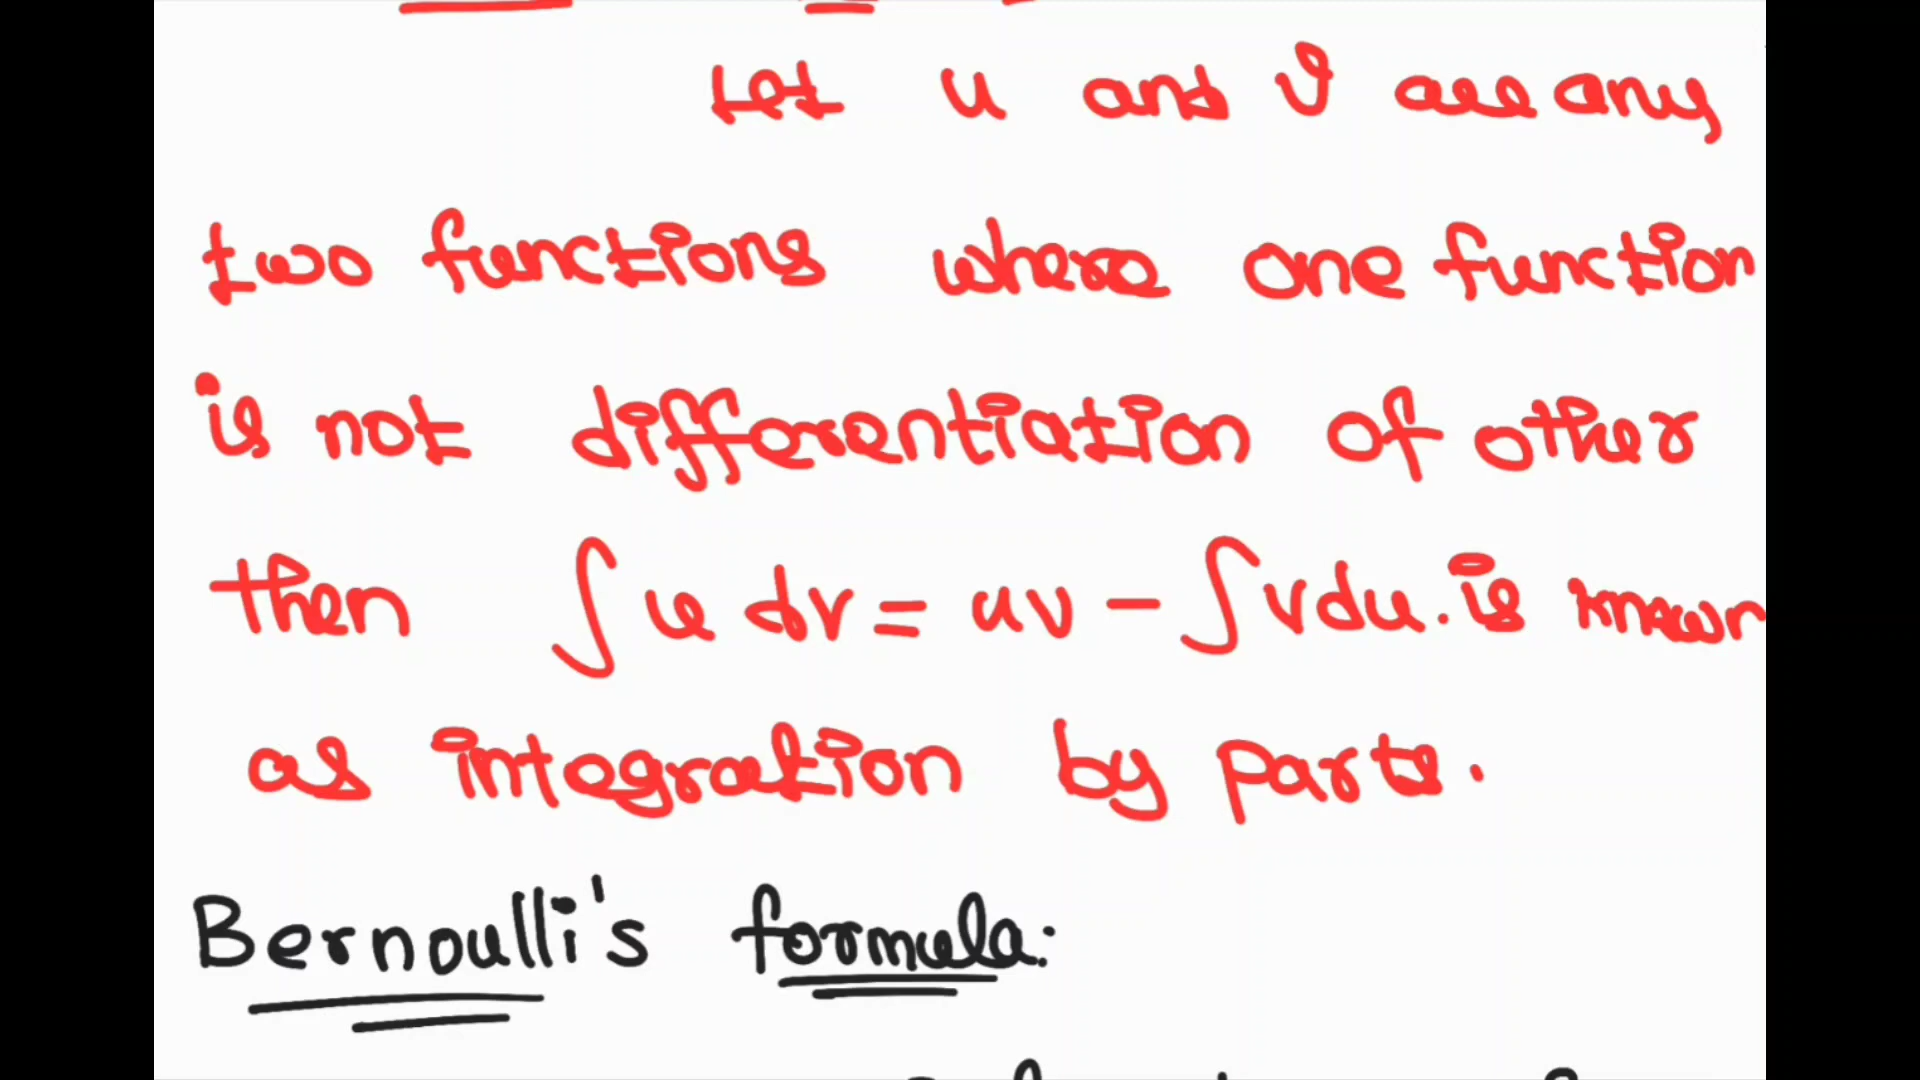 Let u and v are any
two functions where one function
is not differentiation of other
then ∫u dv = uv - ∫vdu. is known
as integration by parts.
Bernoulli's formula: